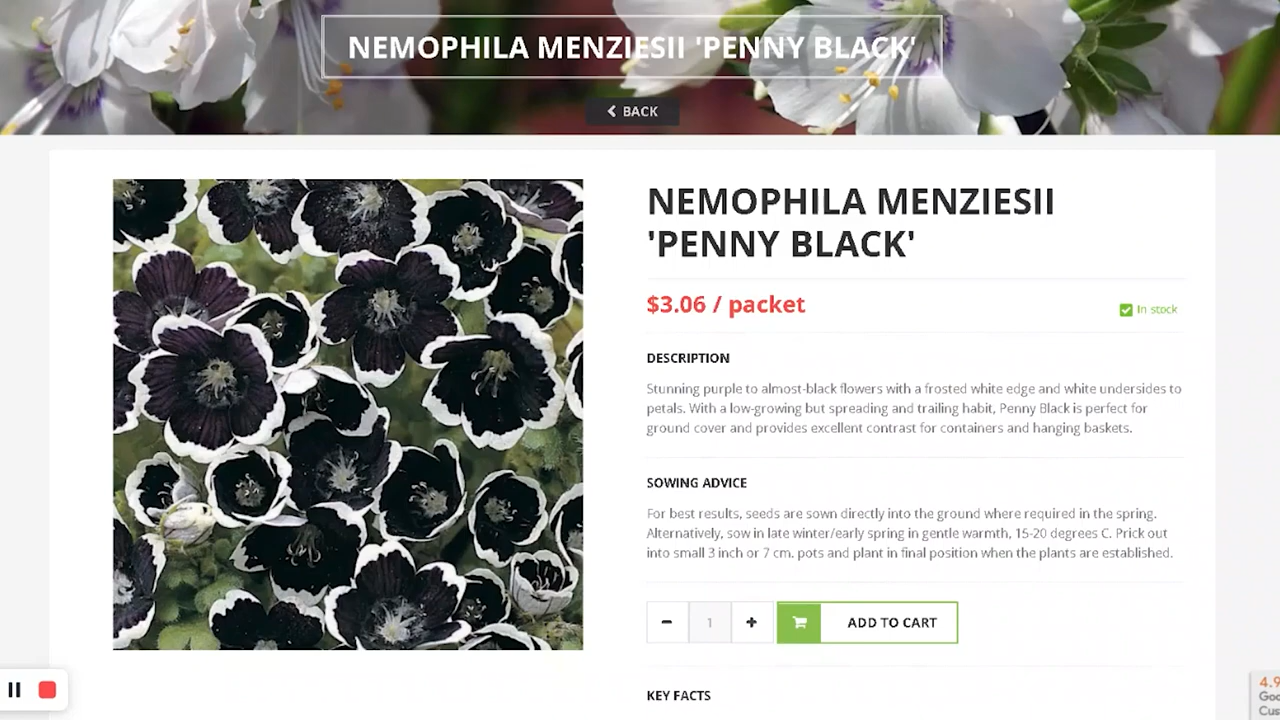 NEMOPHILA MENZIESII 'PENNY BLACK'
BACK
NEMOPHILA MENZIESII
'PENNY BLACK'
$3.06 / packet
In stock
DESCRIPTION
Stunning purple to almost-black flowers with a frosted white edge and white undersides to
petals. With a low-growing but spreading and trailing habit, Penny Black is perfect for
ground cover and provides excellent contrast for containers and hanging baskets.
SOWING ADVICE
For best results, seeds are sown directly into the ground where required in the spring.
Alternatively, sow in late winter/early spring in gentle warmth, 15-20 degrees C. Prick out
into small 3 inch or 7 cm. pots and plant in final position when the plants are established.
1
ADD TO CART
KEY FACTS
4.9
Goo
Cus